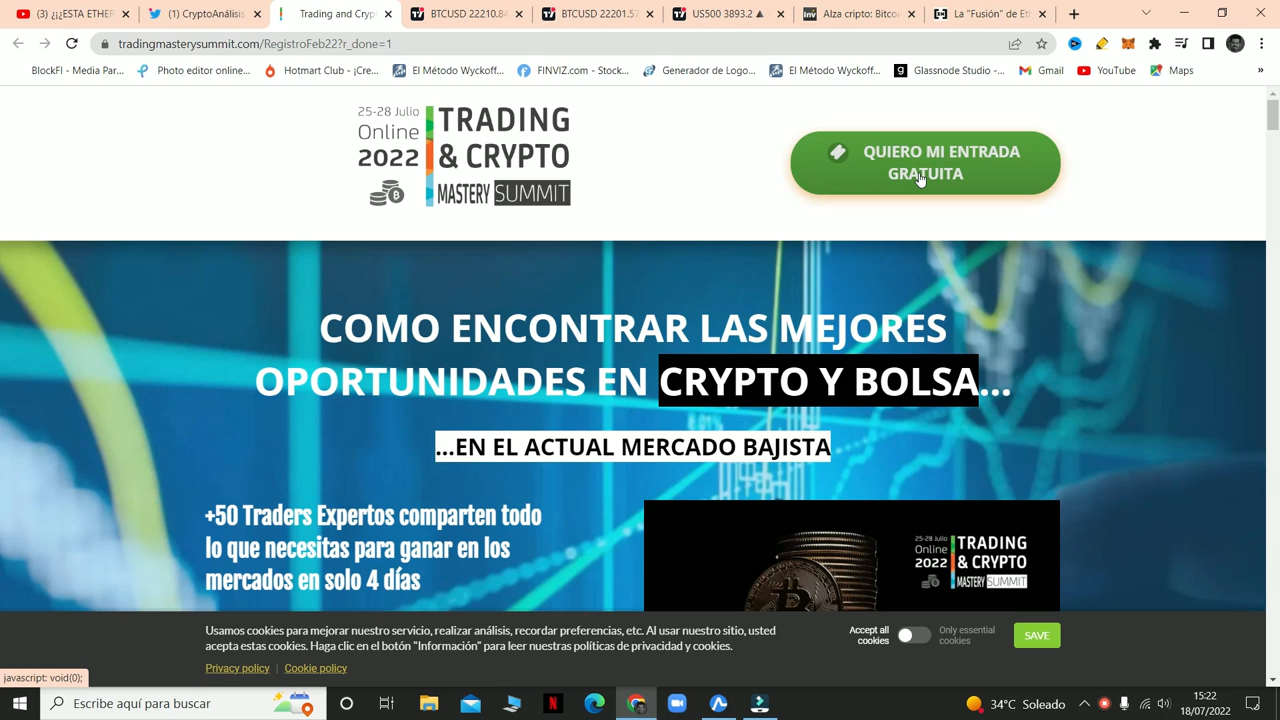 (3) ¡¡¿ESTA ETHER
(1) CryptoAnálisis
Trading and Cryp
BTCUSD 22210.84
BTCUSD 22201.57
US500 3893.2 ▲
Inv
Alza cripto: Bitcoi
La "Fusión" de Eth
tradingmasterysummit.com/RegistroFeb22?r_done=1
BlockFI - Media Par...
Photo editor online...
Hotmart Club - ¡Cre...
El Método Wyckoff...
FINVIZ.com - Stock...
Generador de Logo...
El Método Wyckoff...
Glassnode Studio -...
Gmail
YouTube
Maps
»
25-28 Julio
Online
2022
TRADING
& CRYPTO
MASTERY SUMMIT
QUIERO MI ENTRADA
GRATUITA
COMO ENCONTRAR LAS MEJORES
OPORTUNIDADES EN CRYPTO Y BOLSA...
...EN EL ACTUAL MERCADO BAJISTA
+50 Traders Expertos comparten todo
lo que necesitas para ganar en los
mercados en solo 4 días
25-28 Julio
Online
2022
TRADING
& CRYPTO
MASTERY SUMMIT
Usamos cookies para mejorar nuestro servicio, realizar análisis, recordar preferencias, etc. Al usar nuestro sitio, usted
acepta estas cookies. Haga clic en el botón "Información" para leer nuestras políticas de privacidad y cookies.
Privacy policy | Cookie policy
Accept all
cookies
Only essential
cookies
SAVE
javascript: void(0);
Escribe aquí para buscar
34°C Soleado
15:22
18/07/2022